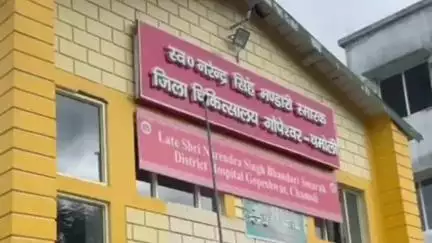 स्व० नरेन्द्र सिंह भण्डारी स्मारक
जिला चिकित्सालय गोपेश्वर-चमोली
Late Shri Narendra Singh Bhandari Smarak
District Hospital Gopeshwar, Chamoli